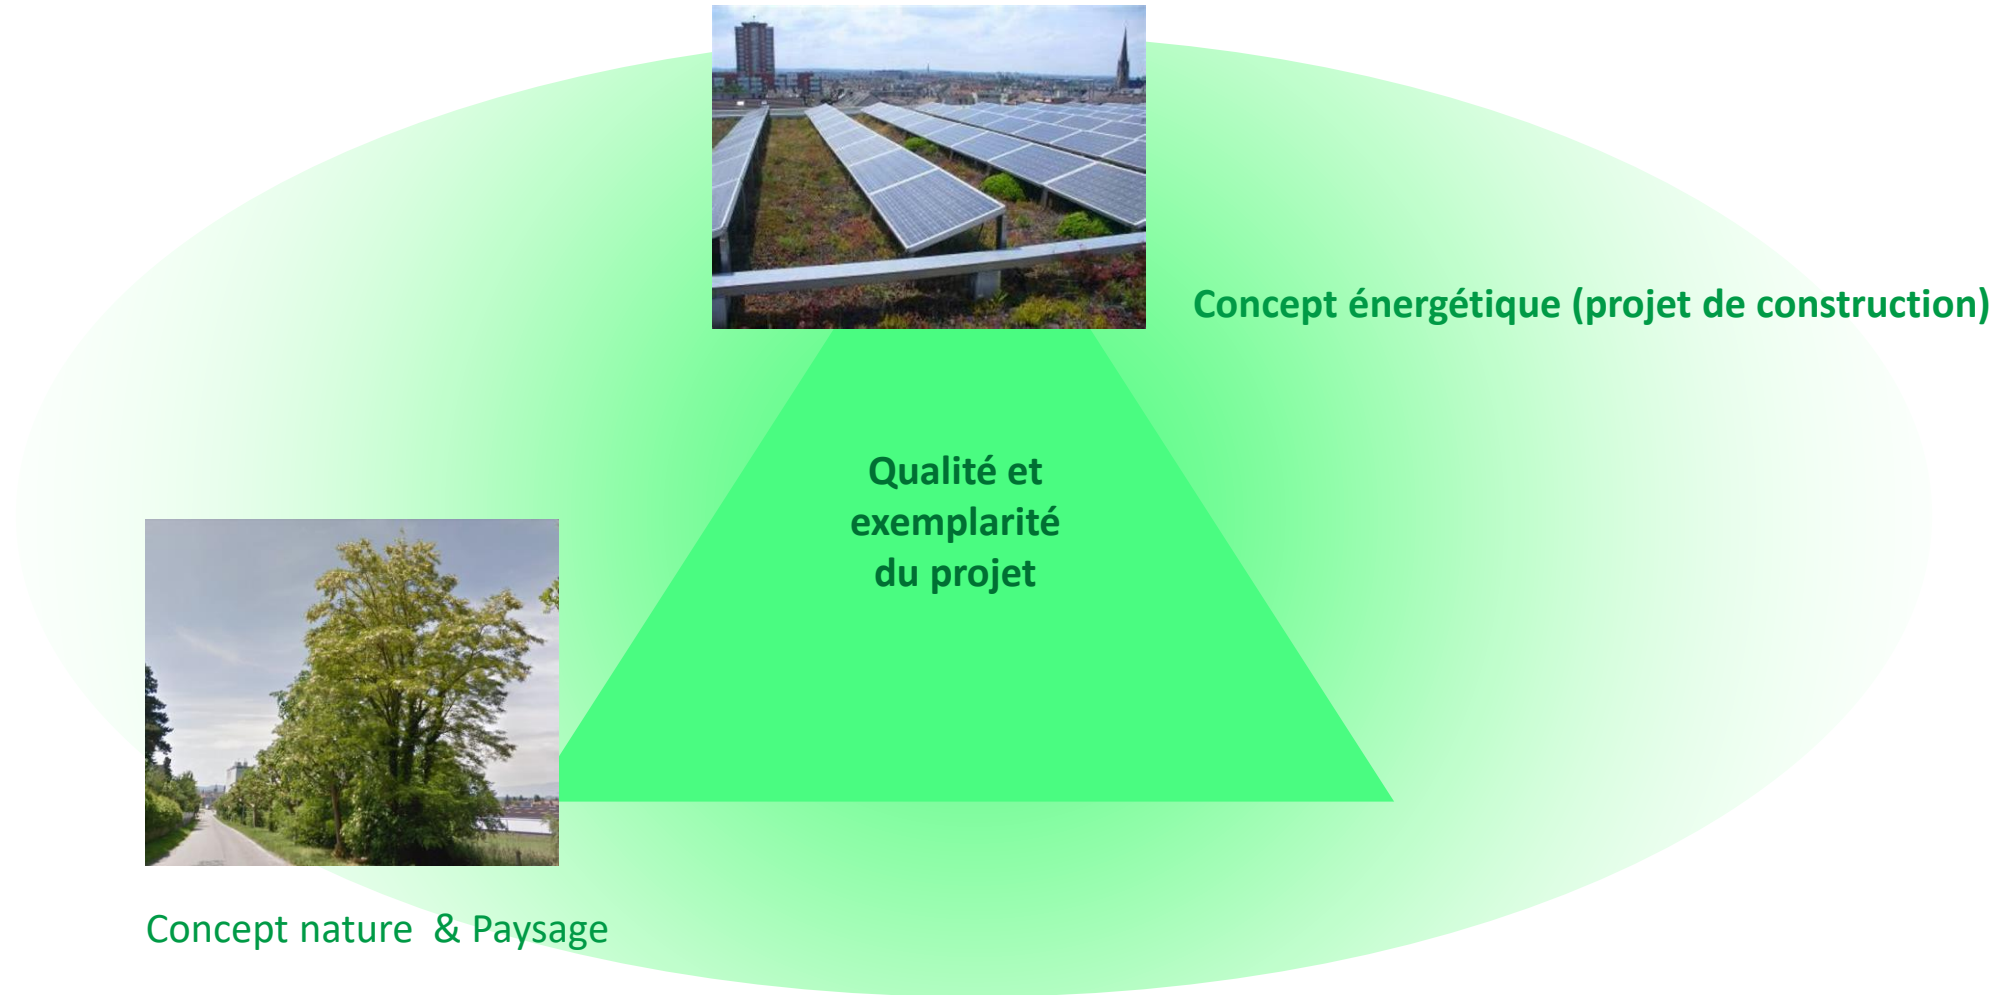 Concept énergétique (projet de construction)
Qualité et
exemplarité
du projet
Concept nature  & Paysage